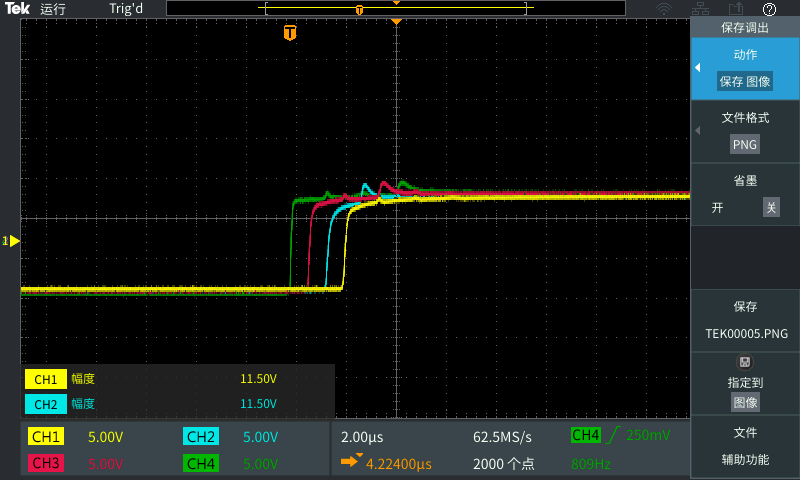 Tek 运行 Trig'd
T
T
保存调出
动作
保存 图像
文件格式
PNG
省墨
开 关
保存
TEK00005.PNG
指定到
图像
文件
辅助功能
1
CH1 幅度 11.50V
CH2 幅度 11.50V
CH1 5.00V CH2 5.00V 2.00µs 62.5MS/s CH4 250mV
CH3 5.00V CH4 5.00V 4.22400µs 2000 个点 809Hz